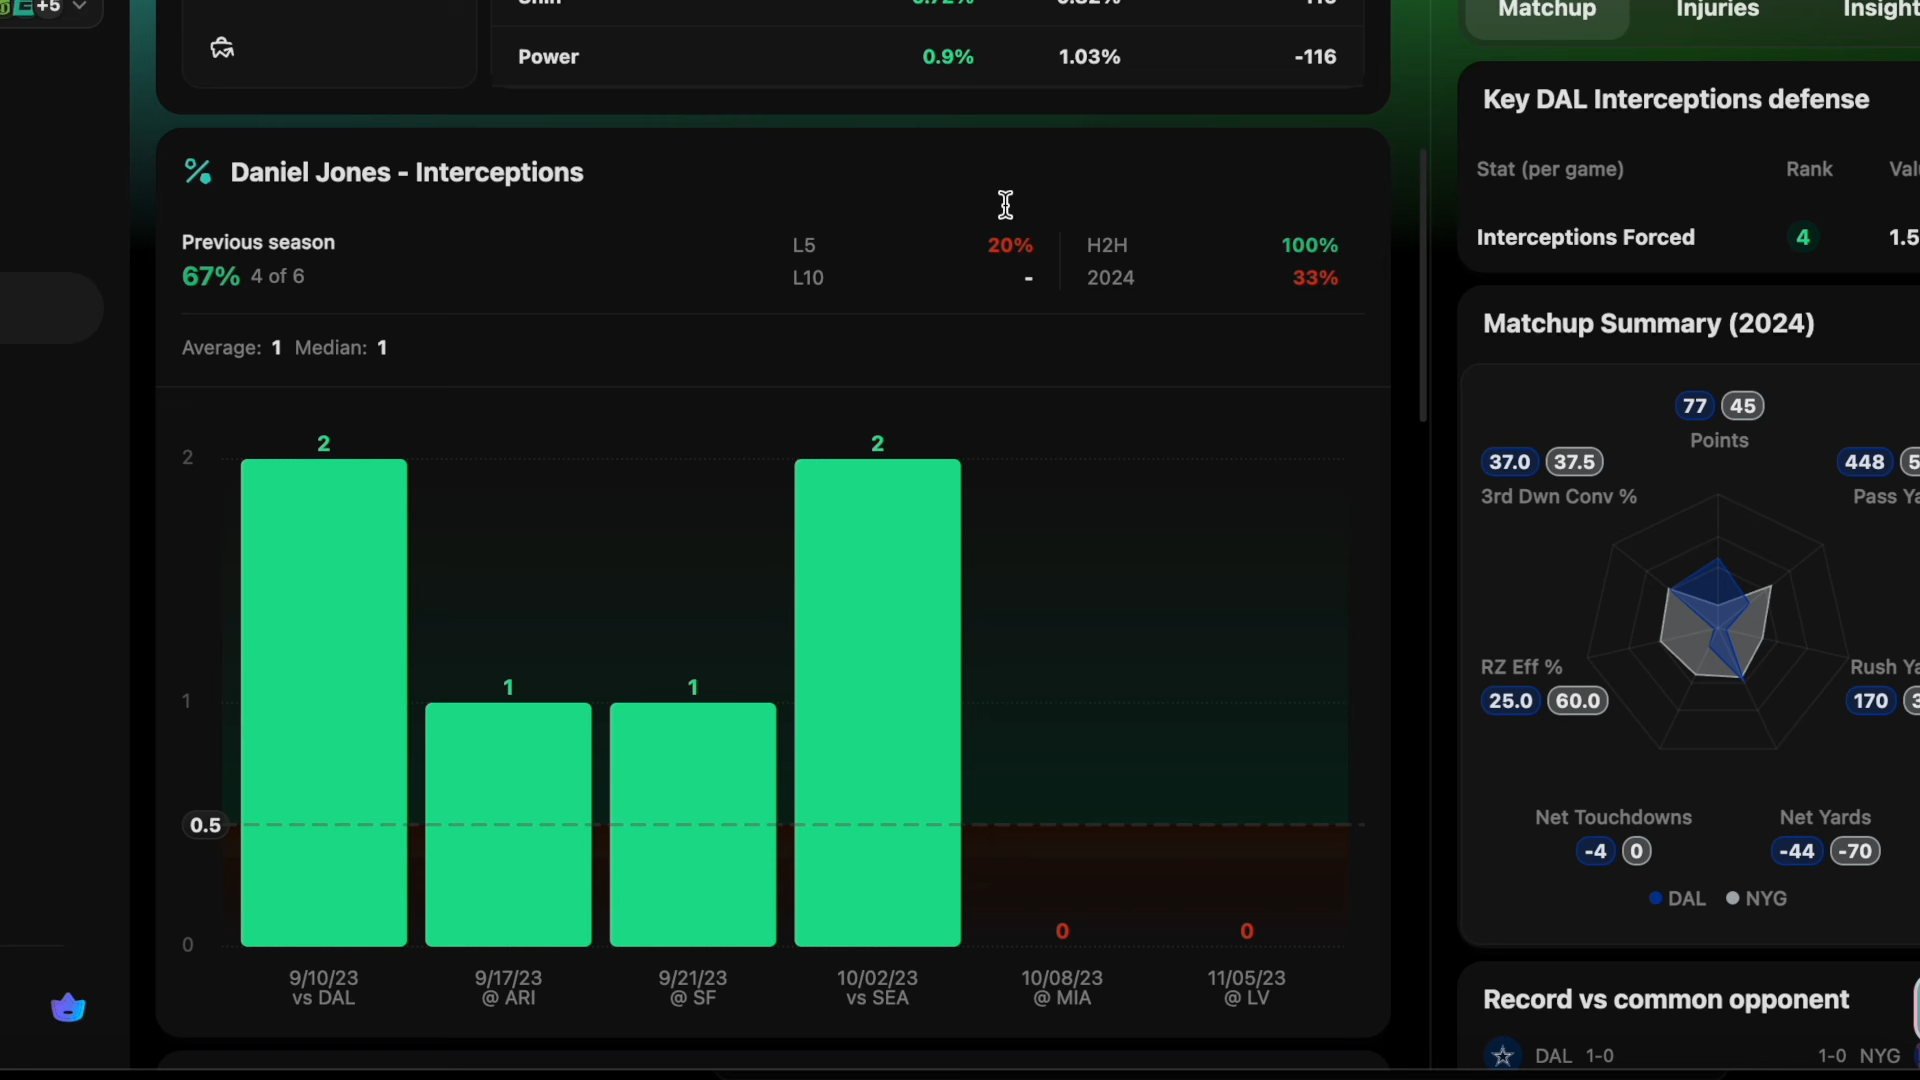 +5
Power 0.9% 1.03% -116
Daniel Jones - Interceptions
Previous season
67% 4 of 6
L5 20%
L10 -
H2H 100%
2024 33%
Average: 1 Median: 1
2
1
0.5
0
2
1
1
2
0
0
9/10/23
vs DAL
9/17/23
@ ARI
9/21/23
@ SF
10/02/23
vs SEA
10/08/23
@ MIA
11/05/23
@ LV
Matchup Injuries Insight
Key DAL Interceptions defense
Stat (per game) Rank
Interceptions Forced 4 1.5
Matchup Summary (2024)
77 45
Points
37.0 37.5
3rd Dwn Conv %
448
Pass
RZ Eff %
25.0 60.0
Rush
170
Net Touchdowns
-4 0
Net Yards
-44 -70
DAL NYG
Record vs common opponent
DAL 1-0 1-0 NYG